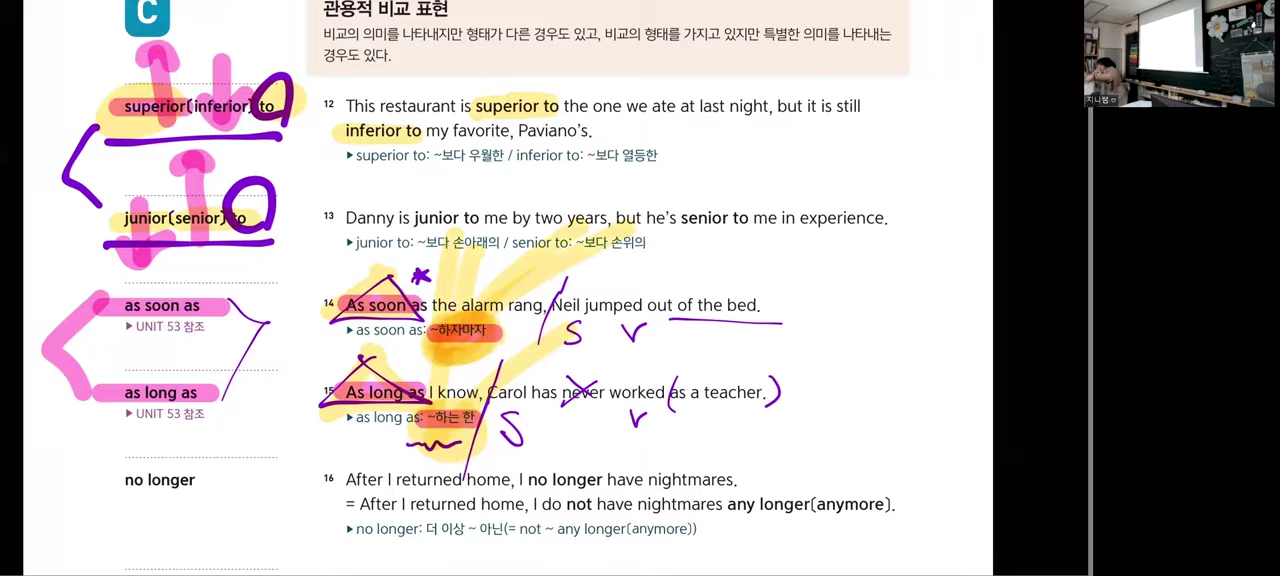 C
관용적 비교 표현
비교의 의미를 나타내지만 형태가 다른 경우도 있고, 비교의 형태를 가지고 있지만 특별한 의미를 나타내는
경우도 있다.
superior(inferior) to
12 This restaurant is superior to the one we ate at last night, but it is still
inferior to my favorite, Paviano's.
▶ superior to: ~보다 우월한 / inferior to: ~보다 열등한
junior(senior) to
13 Danny is junior to me by two years, but he's senior to me in experience.
▶ junior to: ~보다 손아래의 / senior to: ~보다 손위의
as soon as
▶ UNIT 53 참조
14 As soon as the alarm rang, Neil jumped out of the bed.
▶ as soon as: ~하자마자
S V
as long as
▶ UNIT 53 참조
15 As long as I know, Carol has never worked (as a teacher.)
▶ as long as: ~하는 한
S V
no longer
16 After I returned home, I no longer have nightmares.
= After I returned home, I do not have nightmares any longer(anymore).
▶ no longer: 더 이상 ~ 아닌(= not ~ any longer(anymore))
지니쌤